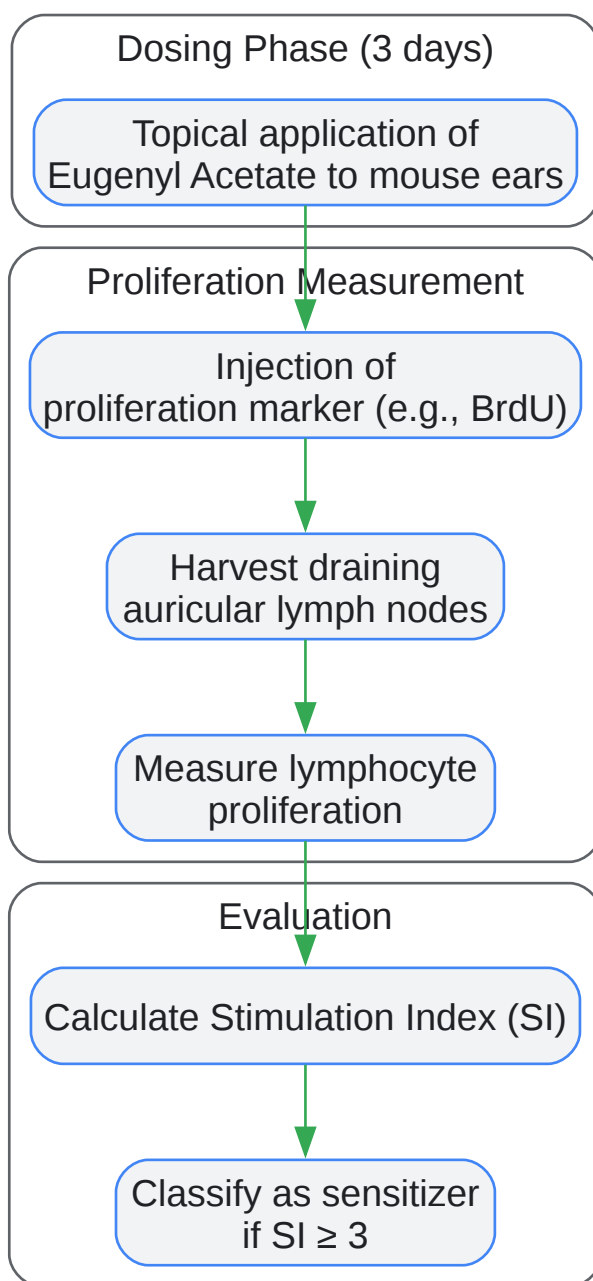 Dosing Phase (3 days)
Topical application of
Eugenyl Acetate to mouse ears
Proliferation Measurement
Injection of
proliferation marker (e.g., BrdU)
Harvest draining
auricular lymph nodes
Measure lymphocyte
proliferation
Evaluation
Calculate Stimulation Index (SI)
Classify as sensitizer
if SI ≥ 3